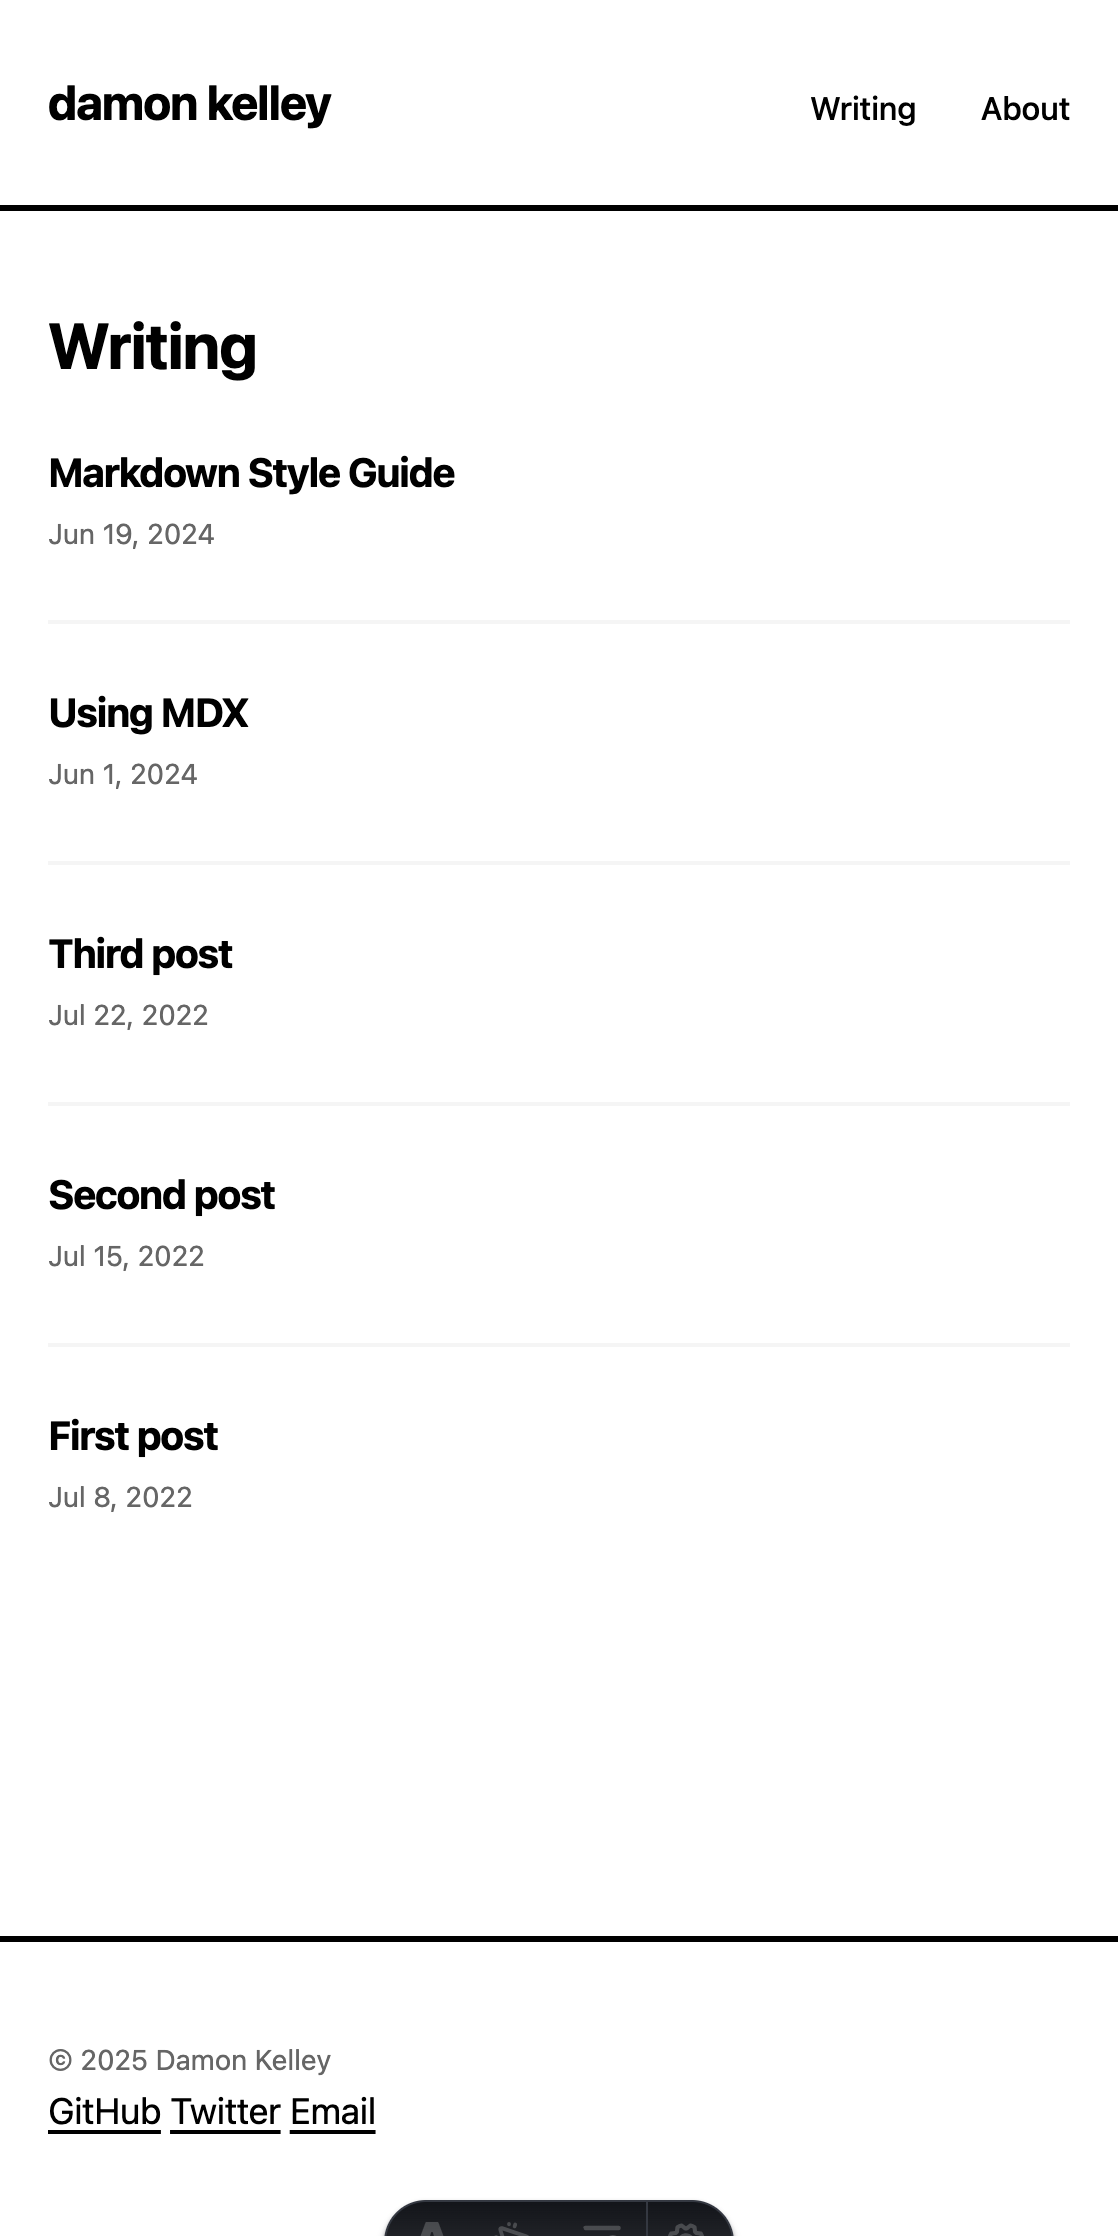 damon kelley
Writing About
Writing
Markdown Style Guide
Jun 19, 2024
Using MDX
Jun 1, 2024
Third post
Jul 22, 2022
Second post
Jul 15, 2022
First post
Jul 8, 2022
© 2025 Damon Kelley
GitHub Twitter Email